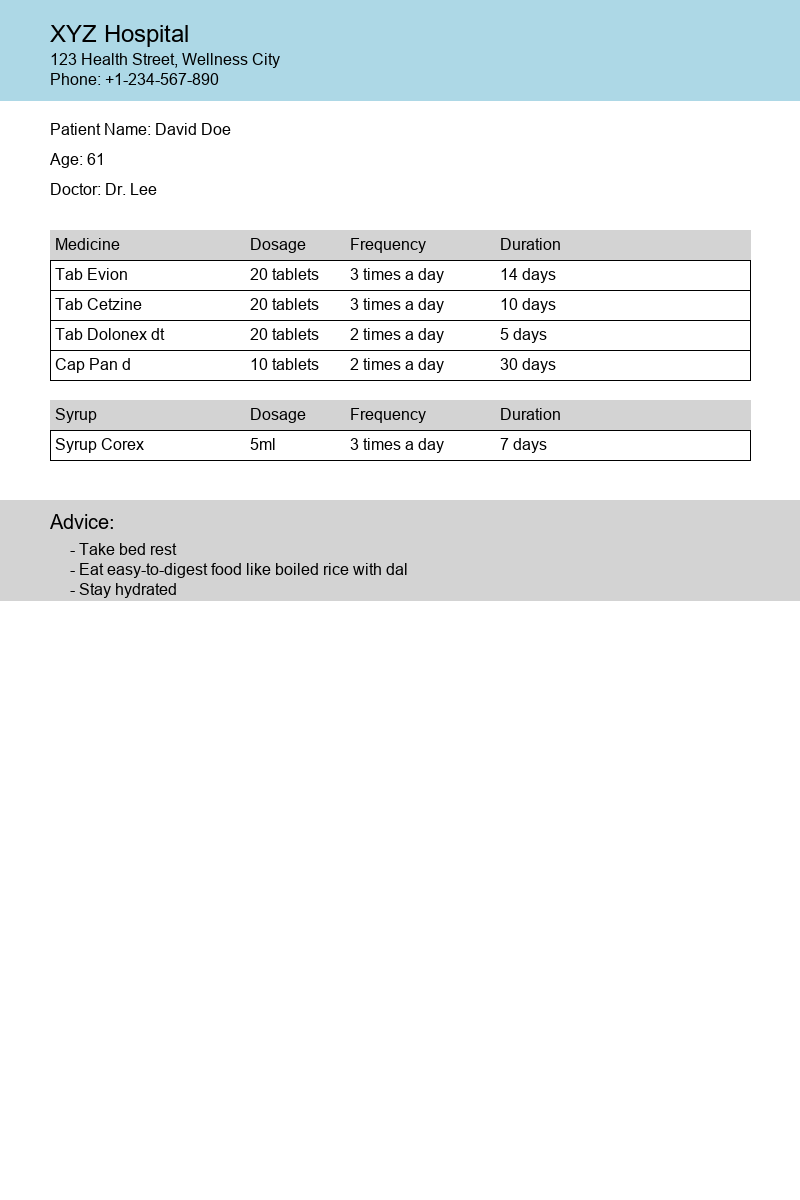 XYZ Hospital
123 Health Street, Wellness City
Phone: +1-234-567-890
Patient Name: David Doe
Age: 61
Doctor: Dr. Lee
Medicine Dosage Frequency Duration
Tab Evion 20 tablets 3 times a day 14 days
Tab Cetzine 20 tablets 3 times a day 10 days
Tab Dolonex dt 20 tablets 2 times a day 5 days
Cap Pan d 10 tablets 2 times a day 30 days
Syrup Dosage Frequency Duration
Syrup Corex 5ml 3 times a day 7 days
Advice:
- Take bed rest
- Eat easy-to-digest food like boiled rice with dal
- Stay hydrated